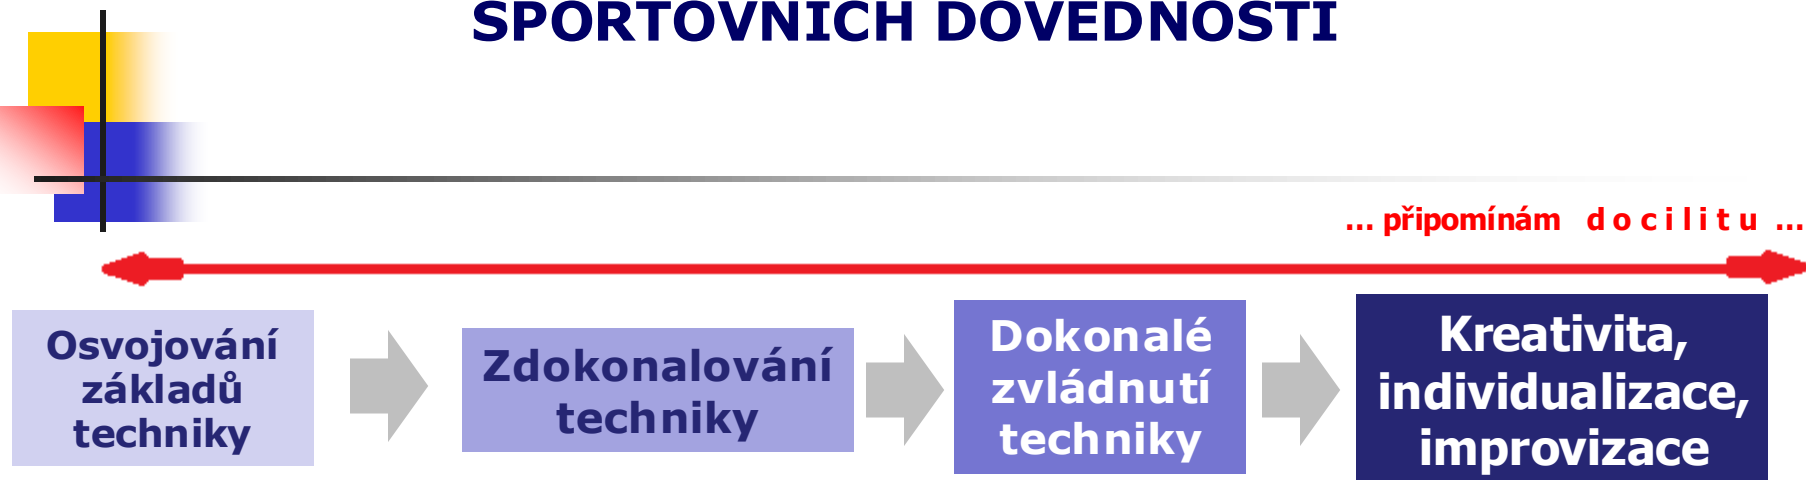 SPORTOVNÍCH DOVEDNOSTÍ
... připomínám d o c i l i t u ...
Osvojování
základů
techniky
Zdokonalování
techniky
Dokonalé
zvládnutí
techniky
Kreativita,
individualizace,
improvizace